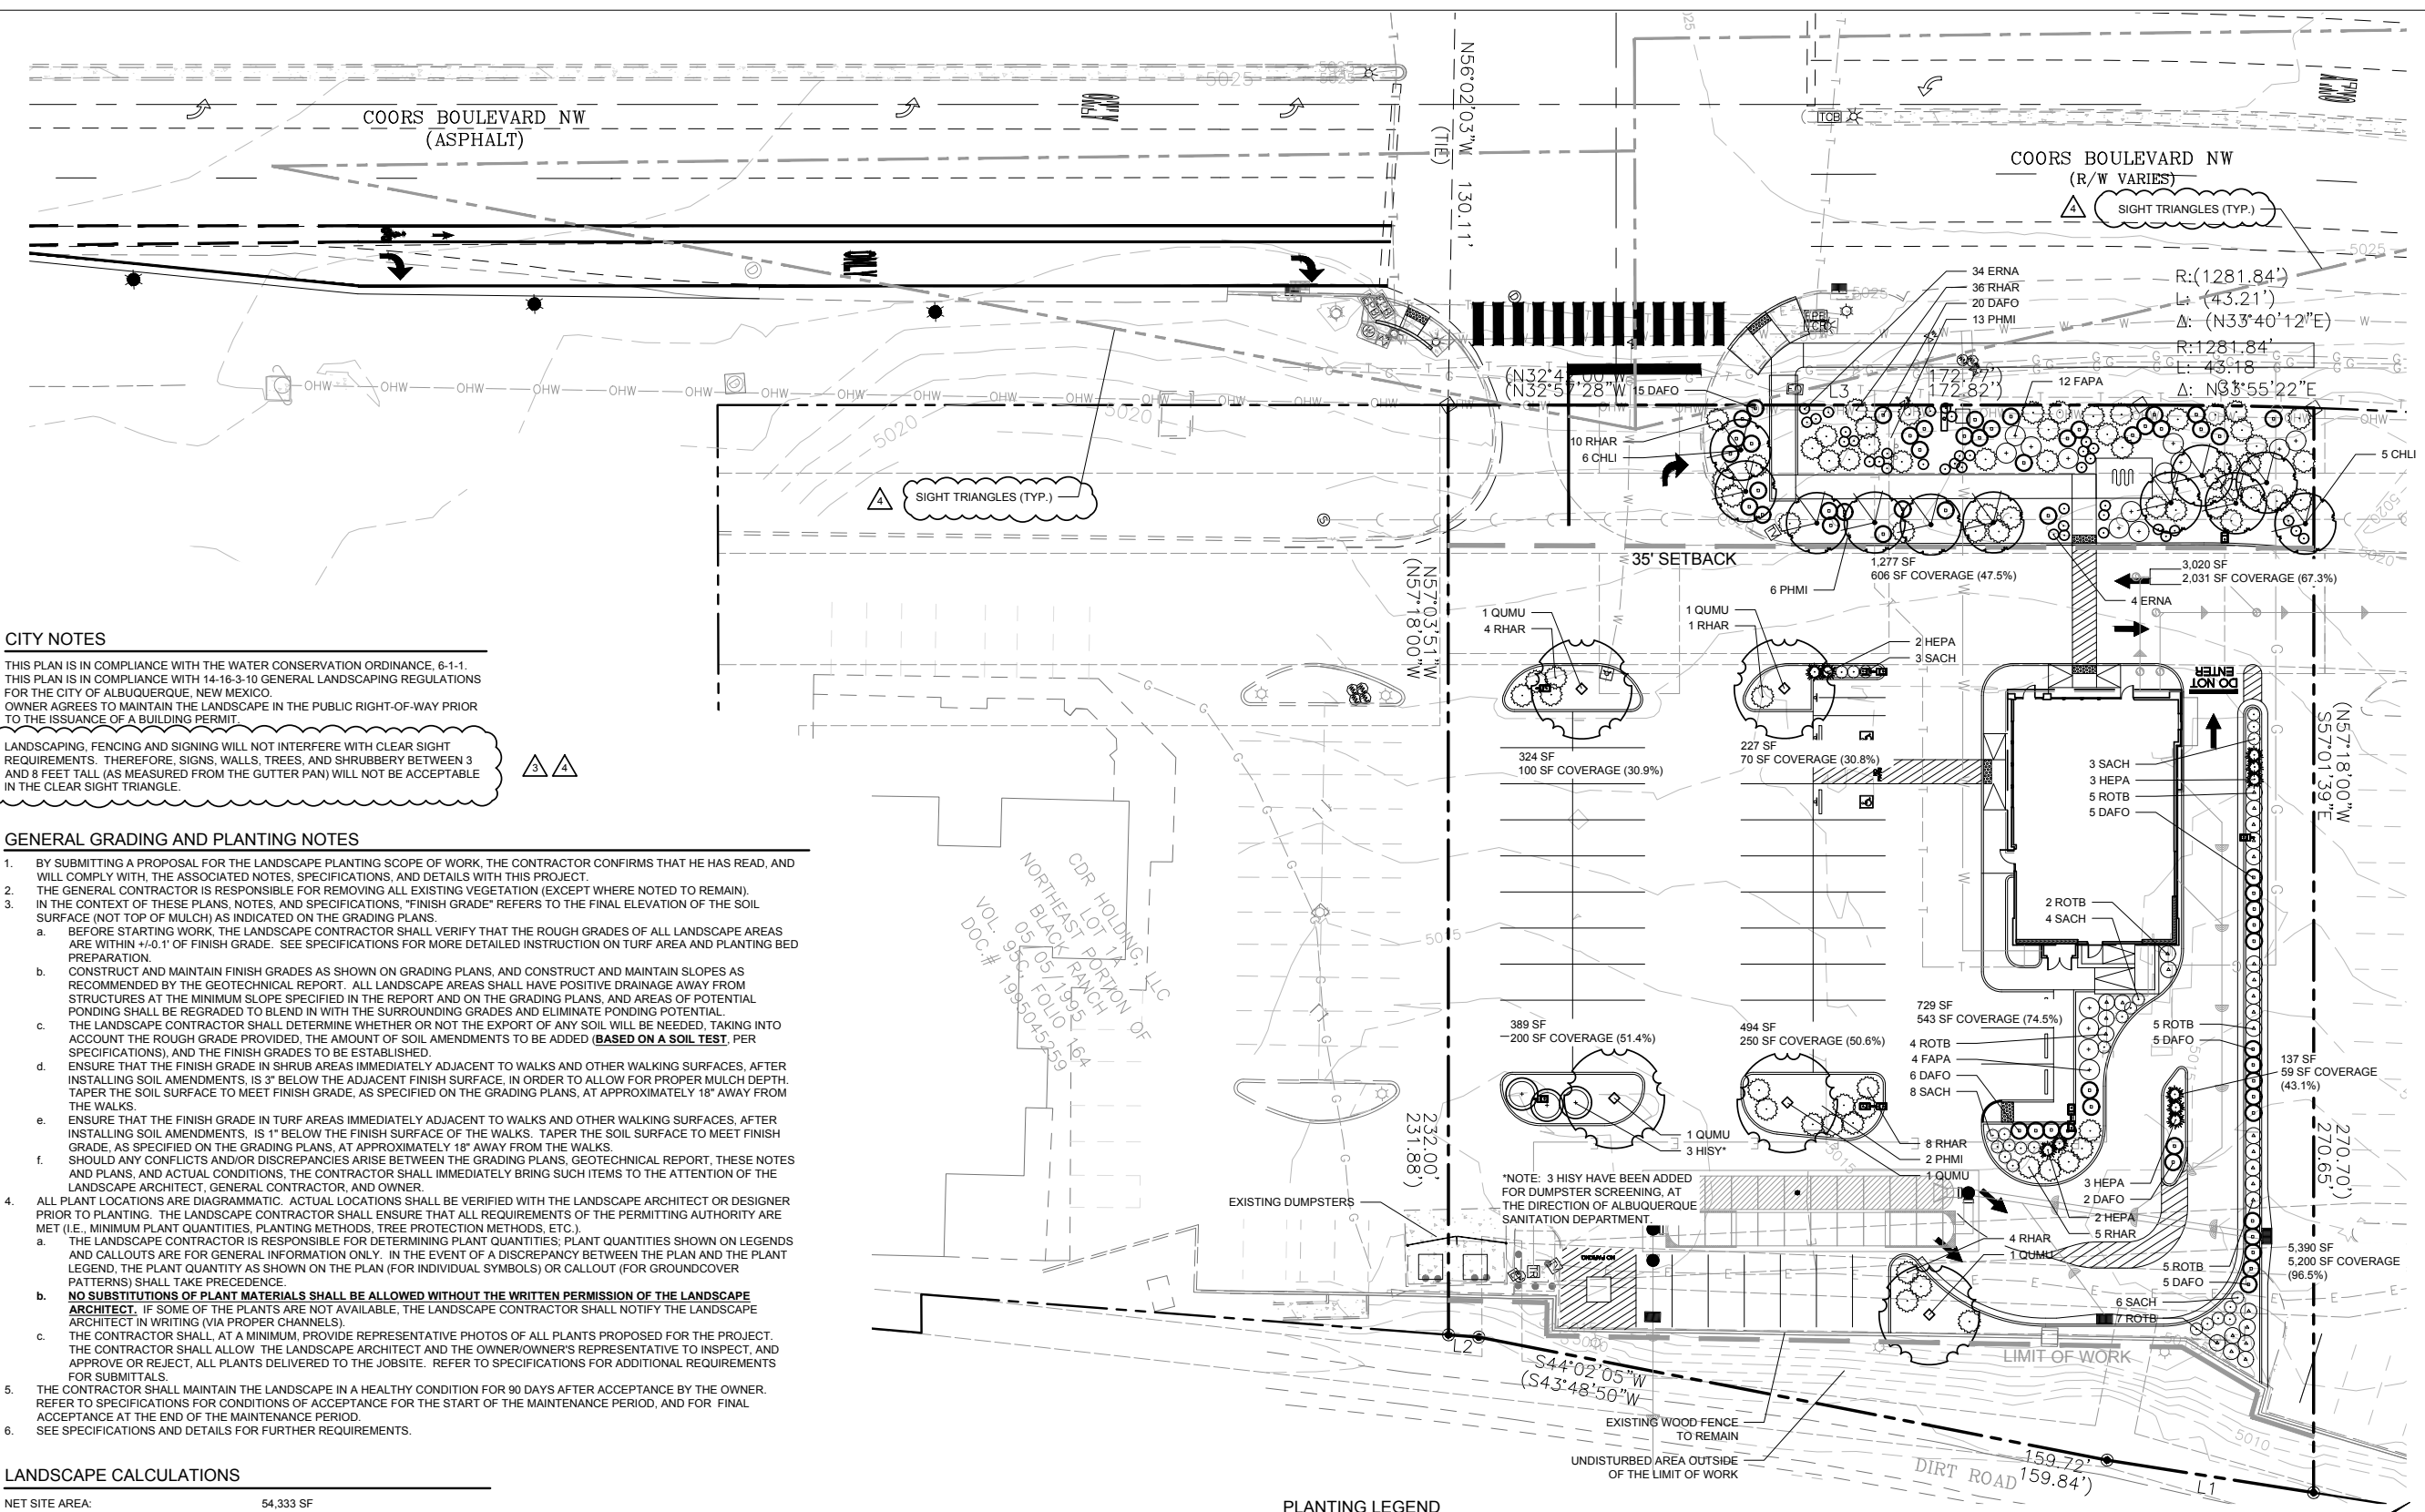 COORS BOULEVARD NW
(ASPHALT)
ONLY
5025
N56°02'03"W 130.11'
(TIE)
5025
TCB
ONLY
COORS BOULEVARD NW
(R/W VARIES)
4
SIGHT TRIANGLES (TYP.)
5025
ONLY
34 ERNA
36 RHAR
20 DAFO
13 PHMI
R:(1281.84')
L: (43.21')
Δ: (N33°40'12"E)
R:1281.84'
L: 43.18
Δ: N33°55'22"E
12 FAPA
(N32°57'28"W
172.82')
L3
15 DAFO
10 RHAR
6 CHLI
5 CHLI
5020
5020
4
SIGHT TRIANGLES (TYP.)
35' SETBACK
6 PHMI
1,277 SF
606 SF COVERAGE (47.5%)
3,020 SF
2,031 SF COVERAGE (67.3%)
4 ERNA
N57°03'51"W
(N57°18'00"W
1 QUMU
4 RHAR
1 QUMU
1 RHAR
2 HEPA
3 SACH
DO NOT
ENTER
324 SF
100 SF COVERAGE (30.9%)
227 SF
70 SF COVERAGE (30.8%)
3 SACH
3 HEPA
5 ROTB
5 DAFO
(N57°18'00"W
S57°01'39"E
2 ROTB
4 SACH
CITY NOTES
THIS PLAN IS IN COMPLIANCE WITH THE WATER CONSERVATION ORDINANCE, 6-1-1.
THIS PLAN IS IN COMPLIANCE WITH 14-16-3-10 GENERAL LANDSCAPING REGULATIONS
FOR THE CITY OF ALBUQUERQUE, NEW MEXICO.
OWNER AGREES TO MAINTAIN THE LANDSCAPE IN THE PUBLIC RIGHT-OF-WAY PRIOR
TO THE ISSUANCE OF A BUILDING PERMIT.
LANDSCAPING, FENCING AND SIGNING WILL NOT INTERFERE WITH CLEAR SIGHT
REQUIREMENTS. THEREFORE, SIGNS, WALLS, TREES, AND SHRUBBERY BETWEEN 3
AND 8 FEET TALL (AS MEASURED FROM THE GUTTER PAN) WILL NOT BE ACCEPTABLE
IN THE CLEAR SIGHT TRIANGLE.
3 4
GENERAL GRADING AND PLANTING NOTES
1. BY SUBMITTING A PROPOSAL FOR THE LANDSCAPE PLANTING SCOPE OF WORK, THE CONTRACTOR CONFIRMS THAT HE HAS READ, AND
WILL COMPLY WITH, THE ASSOCIATED NOTES, SPECIFICATIONS, AND DETAILS WITH THIS PROJECT.
2. THE GENERAL CONTRACTOR IS RESPONSIBLE FOR REMOVING ALL EXISTING VEGETATION (EXCEPT WHERE NOTED TO REMAIN).
3. IN THE CONTEXT OF THESE PLANS, NOTES, AND SPECIFICATIONS, "FINISH GRADE" REFERS TO THE FINAL ELEVATION OF THE SOIL
SURFACE (NOT TOP OF MULCH) AS INDICATED ON THE GRADING PLANS.
a. BEFORE STARTING WORK, THE LANDSCAPE CONTRACTOR SHALL VERIFY THAT THE ROUGH GRADES OF ALL LANDSCAPE AREAS
ARE WITHIN +/-0.1' OF FINISH GRADE. SEE SPECIFICATIONS FOR MORE DETAILED INSTRUCTION ON TURF AREA AND PLANTING BED
PREPARATION.
b. CONSTRUCT AND MAINTAIN FINISH GRADES AS SHOWN ON GRADING PLANS, AND CONSTRUCT AND MAINTAIN SLOPES AS
RECOMMENDED BY THE GEOTECHNICAL REPORT. ALL LANDSCAPE AREAS SHALL HAVE POSITIVE DRAINAGE AWAY FROM
STRUCTURES AT THE MINIMUM SLOPE SPECIFIED IN THE REPORT AND ON THE GRADING PLANS, AND AREAS OF POTENTIAL
PONDING SHALL BE REGRADED TO BLEND IN WITH THE SURROUNDING GRADES AND ELIMINATE PONDING POTENTIAL.
c. THE LANDSCAPE CONTRACTOR SHALL DETERMINE WHETHER OR NOT THE EXPORT OF ANY SOIL WILL BE NEEDED, TAKING INTO
ACCOUNT THE ROUGH GRADE PROVIDED, THE AMOUNT OF SOIL AMENDMENTS TO BE ADDED (BASED ON A SOIL TEST, PER
SPECIFICATIONS), AND THE FINISH GRADES TO BE ESTABLISHED.
d. ENSURE THAT THE FINISH GRADE IN SHRUB AREAS IMMEDIATELY ADJACENT TO WALKS AND OTHER WALKING SURFACES, AFTER
INSTALLING SOIL AMENDMENTS, IS 3" BELOW THE ADJACENT FINISH SURFACE, IN ORDER TO ALLOW FOR PROPER MULCH DEPTH.
TAPER THE SOIL SURFACE TO MEET FINISH GRADE, AS SPECIFIED ON THE GRADING PLANS, AT APPROXIMATELY 18" AWAY FROM
THE WALKS.
e. ENSURE THAT THE FINISH GRADE IN TURF AREAS IMMEDIATELY ADJACENT TO WALKS AND OTHER WALKING SURFACES, AFTER
INSTALLING SOIL AMENDMENTS, IS 1" BELOW THE FINISH SURFACE OF THE WALKS. TAPER THE SOIL SURFACE TO MEET FINISH
GRADE, AS SPECIFIED ON THE GRADING PLANS, AT APPROXIMATELY 18" AWAY FROM THE WALKS.
f. SHOULD ANY CONFLICTS AND/OR DISCREPANCIES ARISE BETWEEN THE GRADING PLANS, GEOTECHNICAL REPORT, THESE NOTES
AND PLANS, AND ACTUAL CONDITIONS, THE CONTRACTOR SHALL IMMEDIATELY BRING SUCH ITEMS TO THE ATTENTION OF THE
LANDSCAPE ARCHITECT, GENERAL CONTRACTOR, AND OWNER.
4. ALL PLANT LOCATIONS ARE DIAGRAMMATIC. ACTUAL LOCATIONS SHALL BE VERIFIED WITH THE LANDSCAPE ARCHITECT OR DESIGNER
PRIOR TO PLANTING. THE LANDSCAPE CONTRACTOR SHALL ENSURE THAT ALL REQUIREMENTS OF THE PERMITTING AUTHORITY ARE
MET (I.E., MINIMUM PLANT QUANTITIES, PLANTING METHODS, TREE PROTECTION METHODS, ETC.).
a. THE LANDSCAPE CONTRACTOR IS RESPONSIBLE FOR DETERMINING PLANT QUANTITIES; PLANT QUANTITIES SHOWN ON LEGENDS
AND CALLOUTS ARE FOR GENERAL INFORMATION ONLY. IN THE EVENT OF A DISCREPANCY BETWEEN THE PLAN AND THE PLANT
LEGEND, THE PLANT QUANTITY AS SHOWN ON THE PLAN (FOR INDIVIDUAL SYMBOLS) OR CALLOUT (FOR GROUNDCOVER
PATTERNS) SHALL TAKE PRECEDENCE.
b. NO SUBSTITUTIONS OF PLANT MATERIALS SHALL BE ALLOWED WITHOUT THE WRITTEN PERMISSION OF THE LANDSCAPE
ARCHITECT. IF SOME OF THE PLANTS ARE NOT AVAILABLE, THE LANDSCAPE CONTRACTOR SHALL NOTIFY THE LANDSCAPE
ARCHITECT IN WRITING (VIA PROPER CHANNELS).
c. THE CONTRACTOR SHALL, AT A MINIMUM, PROVIDE REPRESENTATIVE PHOTOS OF ALL PLANTS PROPOSED FOR THE PROJECT.
THE CONTRACTOR SHALL ALLOW THE LANDSCAPE ARCHITECT AND THE OWNER/OWNER'S REPRESENTATIVE TO INSPECT, AND
APPROVE OR REJECT, ALL PLANTS DELIVERED TO THE JOBSITE. REFER TO SPECIFICATIONS FOR ADDITIONAL REQUIREMENTS
FOR SUBMITTALS.
5. THE CONTRACTOR SHALL MAINTAIN THE LANDSCAPE IN A HEALTHY CONDITION FOR 90 DAYS AFTER ACCEPTANCE BY THE OWNER.
REFER TO SPECIFICATIONS FOR CONDITIONS OF ACCEPTANCE FOR THE START OF THE MAINTENANCE PERIOD, AND FOR FINAL
ACCEPTANCE AT THE END OF THE MAINTENANCE PERIOD.
6. SEE SPECIFICATIONS AND DETAILS FOR FURTHER REQUIREMENTS.
LANDSCAPE CALCULATIONS
NET SITE AREA: 54,333 SF
CDR HOLDING, LLC
LOT 1A
NORTHEAST PORTION OF
BLACK RANCH
05/05/1995
VOL. 95C, FOLIO 164
DOC.# 1995045259
5015
389 SF
200 SF COVERAGE (51.4%)
494 SF
250 SF COVERAGE (50.6%)
729 SF
543 SF COVERAGE (74.5%)
4 ROTB
4 FAPA
6 DAFO
8 SACH
5 ROTB
5 DAFO
5015
137 SF
59 SF COVERAGE
(43.1%)
232.00'
231.88')
1 QUMU
3 HISY*
8 RHAR
2 PHMI
1 QUMU
5015
270.70')
270.65'
*NOTE: 3 HISY HAVE BEEN ADDED
FOR DUMPSTER SCREENING, AT
THE DIRECTION OF ALBUQUERQUE
SANITATION DEPARTMENT.
EXISTING DUMPSTERS
NO PARKING
3 HEPA
2 DAFO
2 HEPA
5 RHAR
4 RHAR
1 QUMU
5 ROTB
5 DAFO
5,390 SF
5,200 SF COVERAGE
(96.5%)
6 SACH
7 ROTB
L2
LIMIT OF WORK
S44°02'05"W
(S43°48'50"W
EXISTING WOOD FENCE
TO REMAIN
UNDISTURBED AREA OUTSIDE
OF THE LIMIT OF WORK
DIRT ROAD
159.72'
159.84')
L1
5010
PLANTING LEGEND